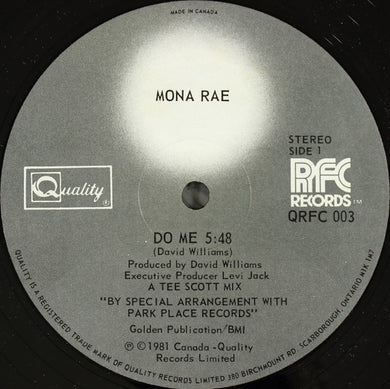 MADE IN CANADA
MONA RAE
STEREO
SIDE 1
Quality®
RFC
RECORDS™
QRFC 003
DO ME 5:48
(David Williams)
Produced by David Williams
Executive Producer Levi Jack
A TEE SCOTT MIX
"BY SPECIAL ARRANGEMENT WITH
PARK PLACE RECORDS"
Golden Publication/BMI
℗ © 1981 Canada -Quality
Records Limited
QUALITY IS A REGISTERED TRADE MARK OF QUALITY RECORDS LIMITED 380 BIRCHMOUNT RD. SCARBOROUGH, ONTARIO M1K 1M7